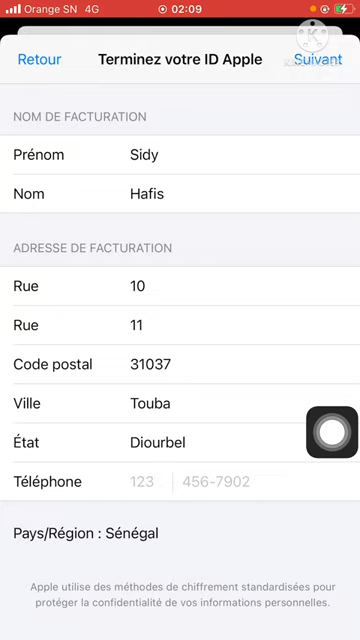 Orange SN 4G 02:09
Retour Terminez votre ID Apple Suivant
NOM DE FACTURATION
Prénom Sidy
Nom Hafis
ADRESSE DE FACTURATION
Rue 10
Rue 11
Code postal 31037
Ville Touba
État Diourbel
Téléphone 123 456-7902
Pays/Région : Sénégal
Apple utilise des méthodes de chiffrement standardisées pour
protéger la confidentialité de vos informations personnelles.